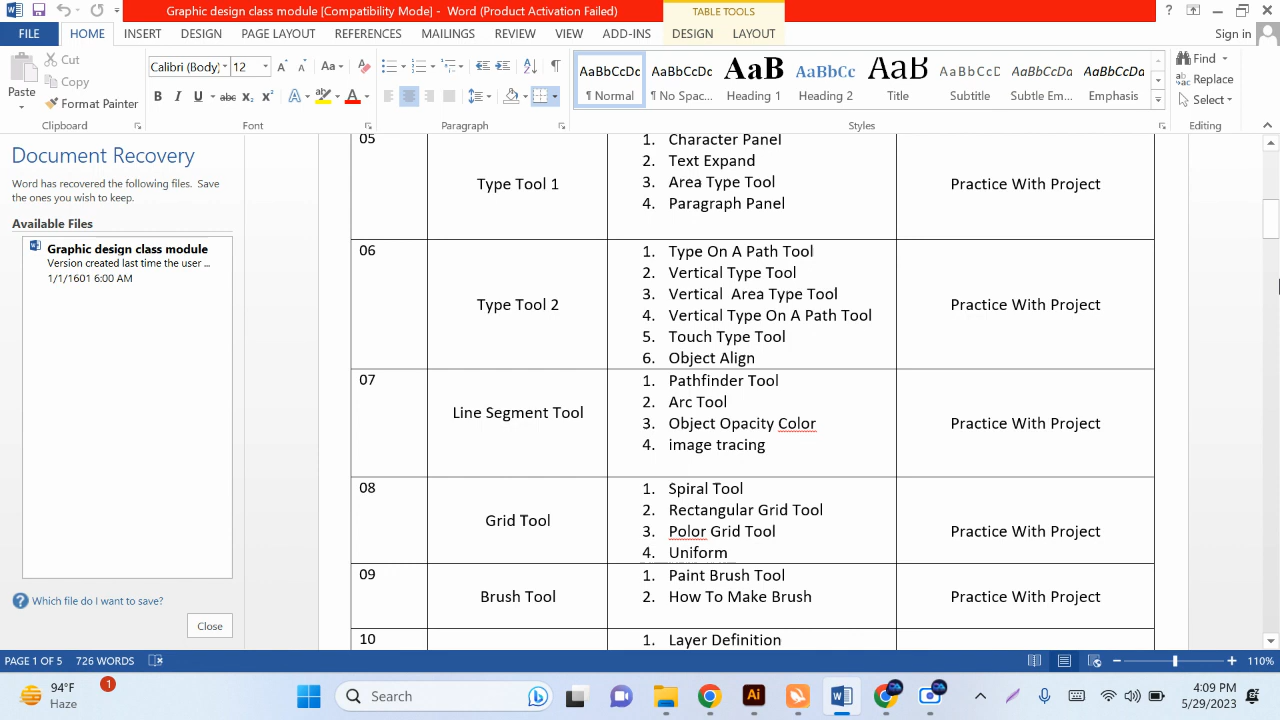 Graphic design class module [Compatibility Mode] - Word (Product Activation Failed)
TABLE TOOLS
?
Sign in
FILE
HOME
INSERT
DESIGN
PAGE LAYOUT
REFERENCES
MAILINGS
REVIEW
VIEW
ADD-INS
DESIGN
LAYOUT
Paste
Cut
Copy
Format Painter
Clipboard
Calibri (Body)
12
Aa
B I U abc x₂ x²
Font
Paragraph
AaBbCcDc
¶ Normal
AaBbCcDc
¶ No Spac...
AaB
Heading 1
AaBbCc
Heading 2
AaB
Title
AaBbCcD
Subtitle
AaBbCcDc
Subtle Em...
AaBbCcDc
Emphasis
Styles
Find
Replace
Select
Editing
Document Recovery
Word has recovered the following files. Save
the ones you wish to keep.
Available Files
Graphic design class module
Version created last time the user ...
1/1/1601 6:00 AM
Which file do I want to save?
Close
05
Type Tool 1
1. Character Panel
2. Text Expand
3. Area Type Tool
4. Paragraph Panel
Practice With Project
06
Type Tool 2
1. Type On A Path Tool
2. Vertical Type Tool
3. Vertical Area Type Tool
4. Vertical Type On A Path Tool
5. Touch Type Tool
6. Object Align
Practice With Project
07
Line Segment Tool
1. Pathfinder Tool
2. Arc Tool
3. Object Opacity Color
4. image tracing
Practice With Project
08
Grid Tool
1. Spiral Tool
2. Rectangular Grid Tool
3. Polor Grid Tool
4. Uniform
Practice With Project
09
Brush Tool
1. Paint Brush Tool
2. How To Make Brush
Practice With Project
10
1. Layer Definition
PAGE 1 OF 5
726 WORDS
110%
94°F
Haze
1
Search
Ai
4:09 PM
5/29/2023